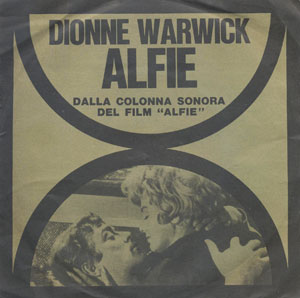 DIONNE WARWICK
ALFIE
DALLA COLONNA SONORA
DEL FILM "ALFIE"